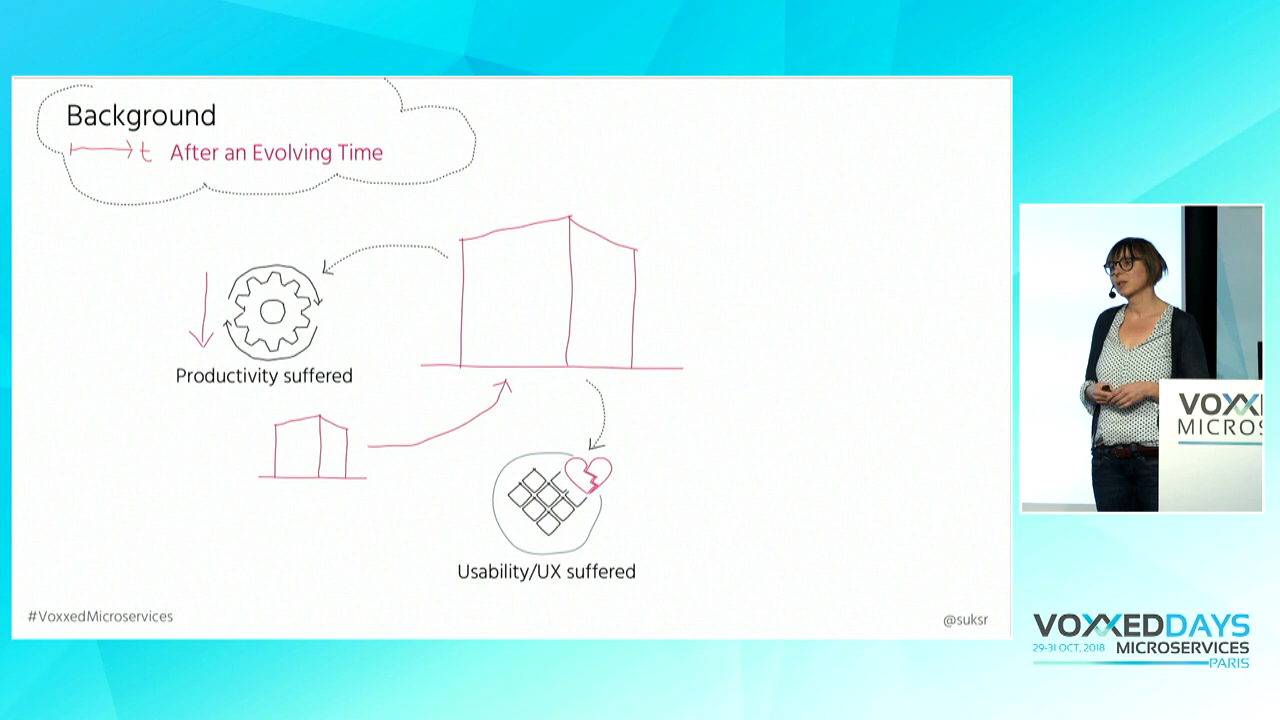 Background
t After an Evolving Time
Productivity suffered
Usability/UX suffered
#VoxxedMicroservices
@suksr
VOXXED
MICROS
VOXXEDDAYS
29-31 OCT, 2018 MICROSERVICES
PARIS